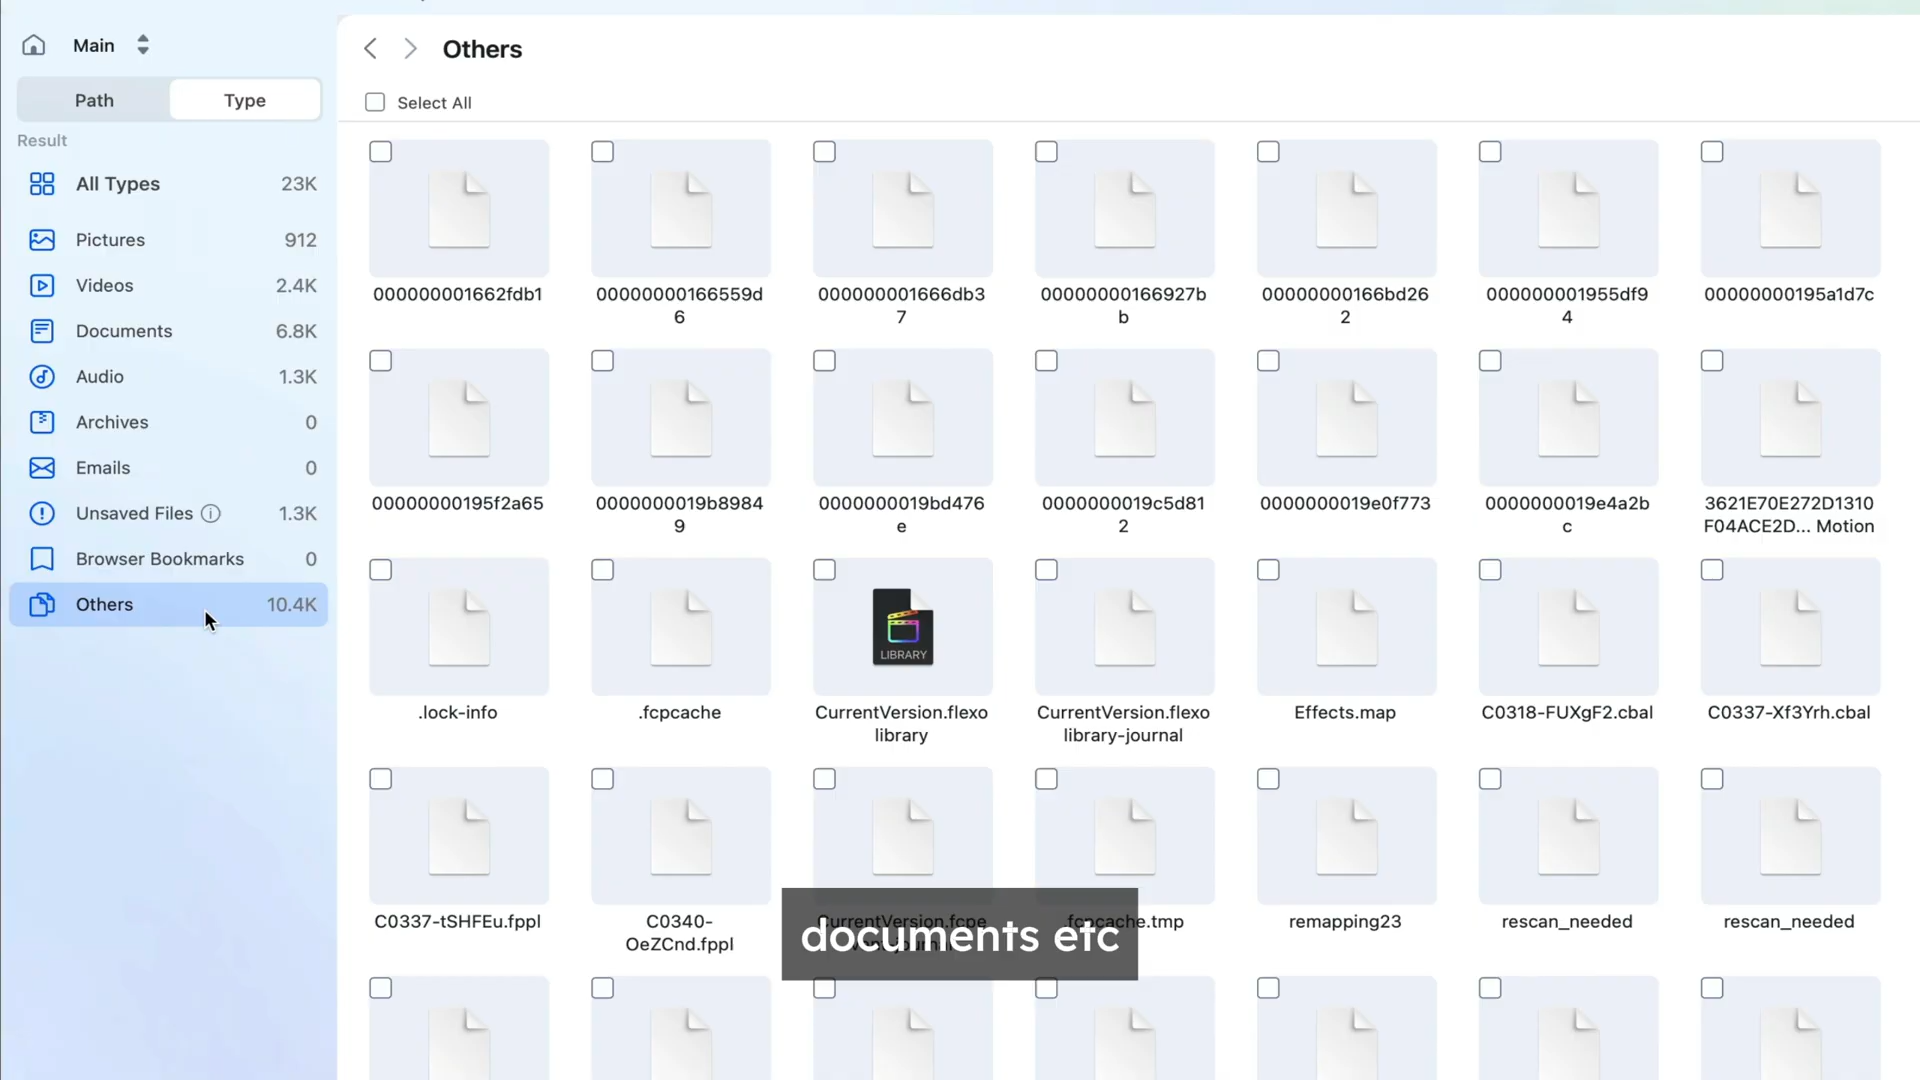 Main
Others
Path
Type
Select All
Result
All Types 23K
Pictures 912
Videos 2.4K
Documents 6.8K
Audio 1.3K
Archives 0
Emails 0
Unsaved Files 1.3K
Browser Bookmarks 0
Others 10.4K
000000001662fdb1
00000000166559d
6
000000001666db3
7
00000000166927b
b
00000000166bd26
2
000000001955df9
4
00000000195a1d7c
00000000195f2a65
0000000019b8984
9
0000000019bd476
e
0000000019c5d81
2
0000000019e0f773
0000000019e4a2b
c
3621E70E272D1310
F04ACE2D... Motion
.lock-info
.fcpcache
LIBRARY
CurrentVersion.flexo
library
CurrentVersion.flexo
library-journal
Effects.map
C0318-FUXgF2.cbal
C0337-Xf3Yrh.cbal
C0337-tSHFEu.fppl
C0340-
OeZCnd.fppl
CurrentVersion.fcpe
.fcpcache.tmp
remapping23
rescan_needed
rescan_needed
documents etc